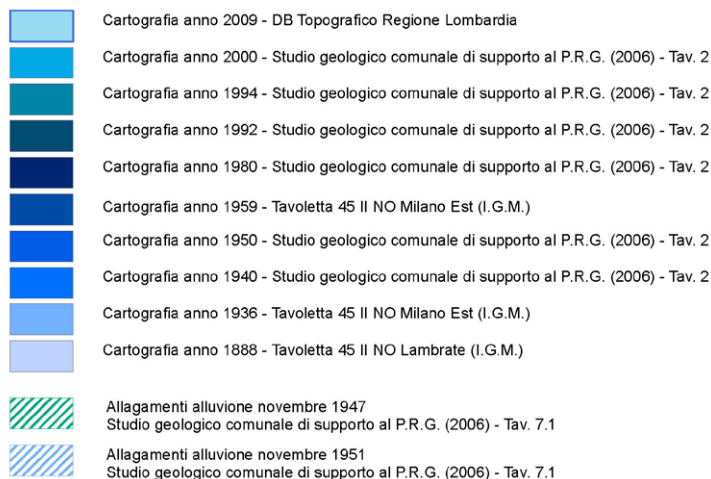 Cartografia anno 2009 - DB Topografico Regione Lombardia
Cartografia anno 2000 - Studio geologico comunale di supporto al P.R.G. (2006) - Tav. 2
Cartografia anno 1994 - Studio geologico comunale di supporto al P.R.G. (2006) - Tav. 2
Cartografia anno 1992 - Studio geologico comunale di supporto al P.R.G. (2006) - Tav. 2
Cartografia anno 1980 - Studio geologico comunale di supporto al P.R.G. (2006) - Tav. 2
Cartografia anno 1959 - Tavoletta 45 II NO Milano Est (I.G.M.)
Cartografia anno 1950 - Studio geologico comunale di supporto al P.R.G. (2006) - Tav. 2
Cartografia anno 1940 - Studio geologico comunale di supporto al P.R.G. (2006) - Tav. 2
Cartografia anno 1936 - Tavoletta 45 II NO Milano Est (I.G.M.)
Cartografia anno 1888 - Tavoletta 45 II NO Lambrate (I.G.M.)
Allagamenti alluvione novembre 1947
Studio geologico comunale di supporto al P.R.G. (2006) - Tav. 7.1
Allagamenti alluvione novembre 1951
Studio geologico comunale di supporto al P.R.G. (2006) - Tav. 7.1